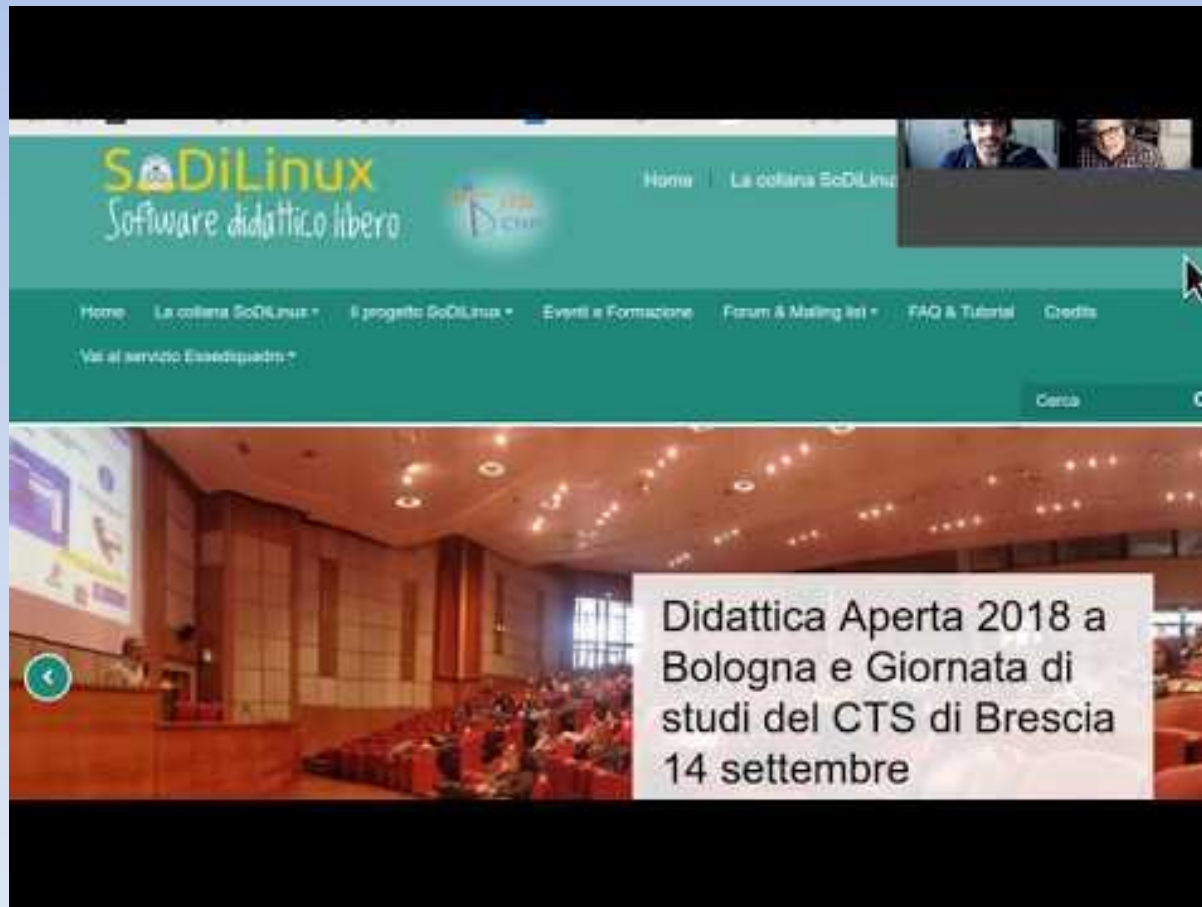 SoDiLinux
Software didattico libero
Home La collana SoDiLinu
Home La collana SoDiLinux Il progetto SoDiLinux Eventi e Formazione Forum & Mailing list FAQ & Tutorial Credits
Vai al servizio Essediquadro
Cerca
Didattica Aperta 2018 a
Bologna e Giornata di
studi del CTS di Brescia
14 settembre